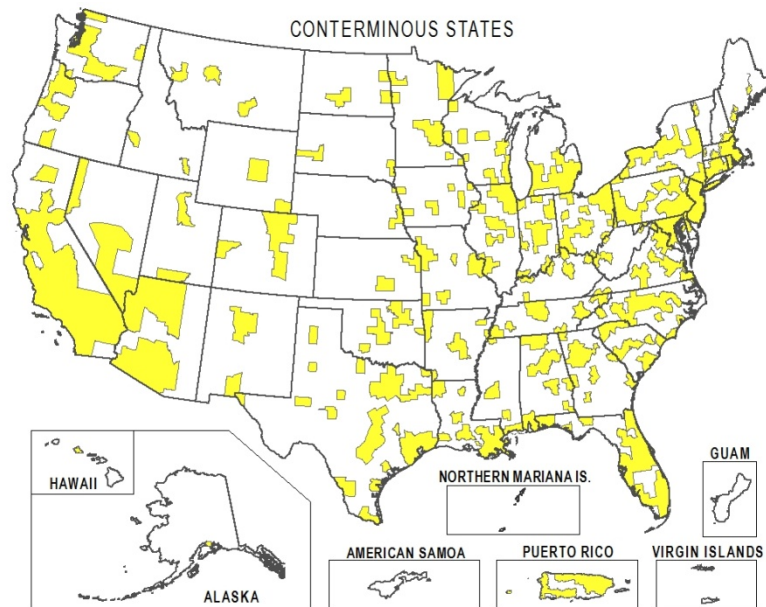 CONTERMINOUS STATES
HAWAII
ALASKA
NORTHERN MARIANA IS.
GUAM
AMERICAN SAMOA
PUERTO RICO
VIRGIN ISLANDS